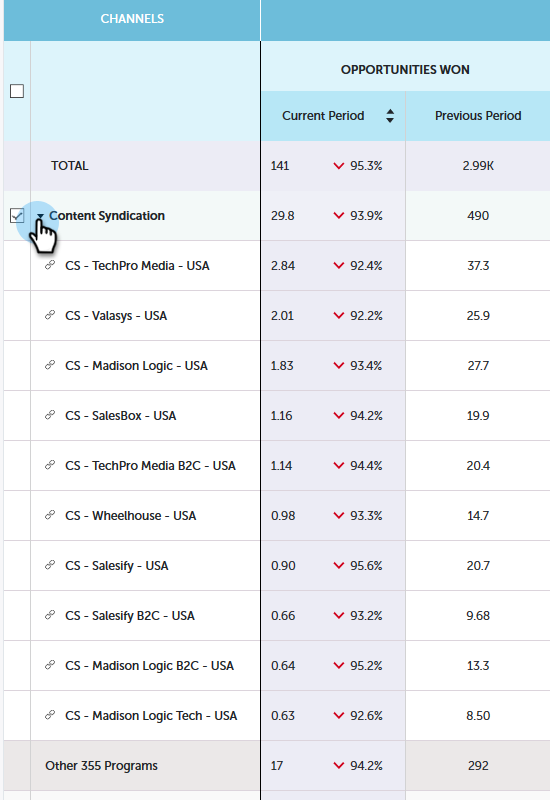 CHANNELS
OPPORTUNITIES WON
Current Period Previous Period
TOTAL 141 95.3% 2.99K
Content Syndication 29.8 93.9% 490
CS - TechPro Media - USA 2.84 92.4% 37.3
CS - Valasys - USA 2.01 92.2% 25.9
CS - Madison Logic - USA 1.83 93.4% 27.7
CS - SalesBox - USA 1.16 94.2% 19.9
CS - TechPro Media B2C - USA 1.14 94.4% 20.4
CS - Wheelhouse - USA 0.98 93.3% 14.7
CS - Salesify - USA 0.90 95.6% 20.7
CS - Salesify B2C - USA 0.66 93.2% 9.68
CS - Madison Logic B2C - USA 0.64 95.2% 13.3
CS - Madison Logic Tech - USA 0.63 92.6% 8.50
Other 355 Programs 17 94.2% 292